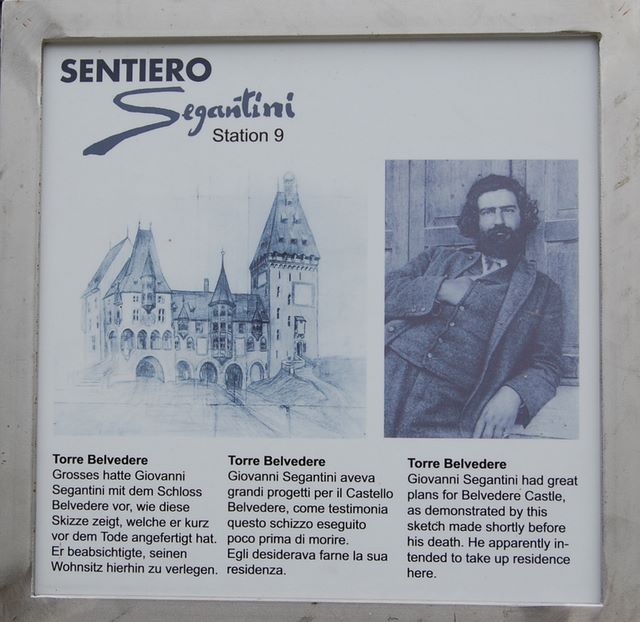 SENTIERO
Segantini
Station 9
Torre Belvedere
Grosses hatte Giovanni
Segantini mit dem Schloss
Belvedere vor, wie diese
Skizze zeigt, welche er kurz
vor dem Tode angefertigt hat.
Er beabsichtigte, seinen
Wohnsitz hierhin zu verlegen.
Torre Belvedere
Giovanni Segantini aveva
grandi progetti per il Castello
Belvedere, come testimonia
questo schizzo eseguito
poco prima di morire.
Egli desiderava farne la sua
residenza.
Torre Belvedere
Giovanni Segantini had great
plans for Belvedere Castle,
as demonstrated by this
sketch made shortly before
his death. He apparently in-
tended to take up residence
here.